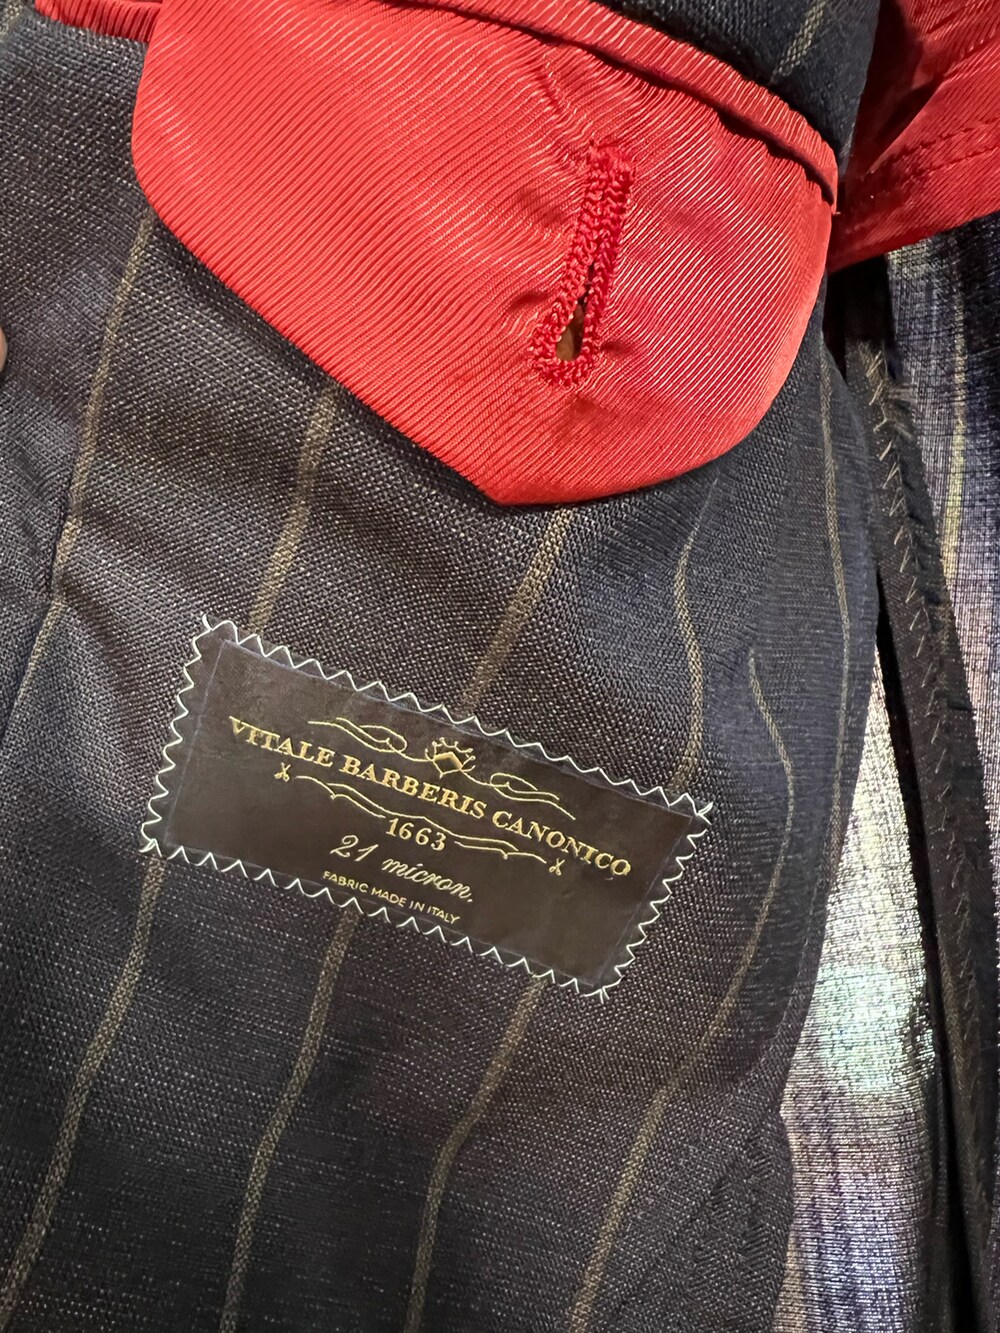 VITALE BARBERIS CANONICO
1663
21 micron.
FABRIC MADE IN ITALY